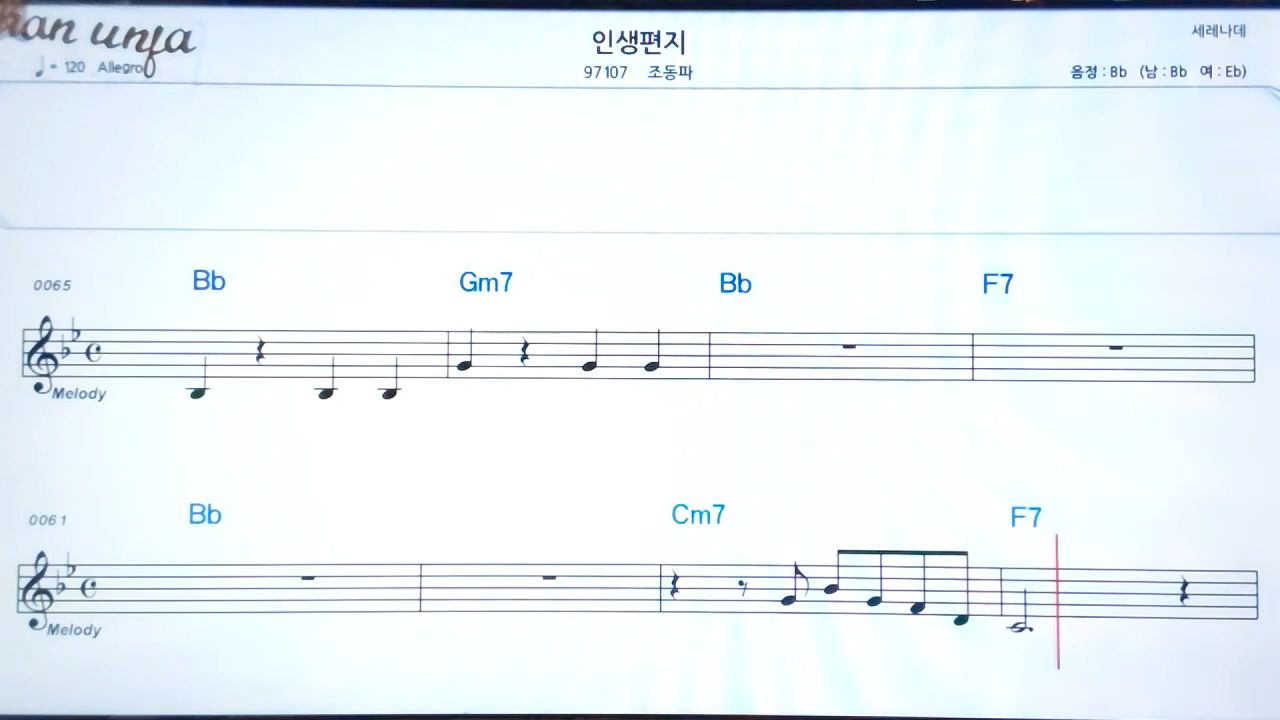 an unja
인생편지
세레나데
♩= 120 Allegro
97107 조동파
음정 : Bb (남 : Bb 여 : Eb)
0065 Bb Gm7 Bb F7
Melody
0061 Bb Cm7 F7
Melody